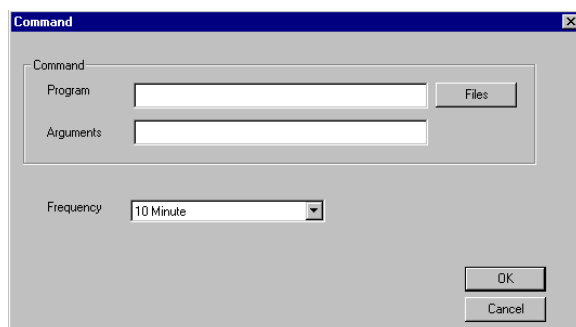 Command
Command
Program
Files
Arguments
Frequency
10 Minute
OK
Cancel